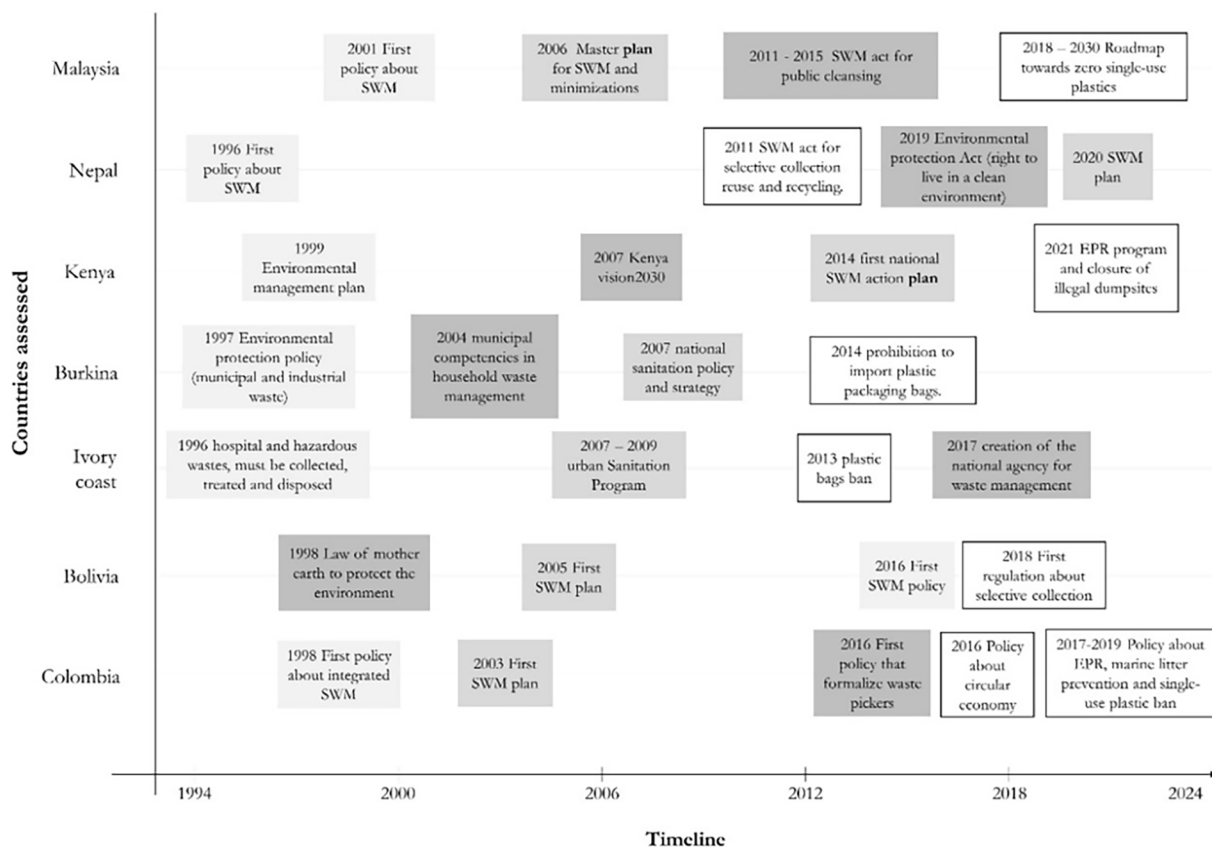 Countries assessed
Malaysia
2001 First
policy about
SWM
2006 Master plan
for SWM and
minimizations
2011 - 2015 SWM act for
public cleansing
2018 – 2030 Roadmap
towards zero single-use
plastics
Nepal
1996 First
policy about
SWM
2011 SWM act for
selective collection
reuse and recycling.
2019 Environmental
protection Act (right to
live in a clean
environment)
2020 SWM
plan
Kenya
1999
Environmental
management plan
2007 Kenya
vision2030
2014 first national
SWM action plan
2021 EPR program
and closure of
illegal dumpsites
Burkina
1997 Environmental
protection policy
(municipal and industrial
waste)
2004 municipal
competencies in
household waste
management
2007 national
sanitation policy
and strategy
2014 prohibition to
import plastic
packaging bags.
Ivory
coast
1996 hospital and hazardous
wastes, must be collected,
treated and disposed
2007 – 2009
urban Sanitation
Program
2013 plastic
bags ban
2017 creation of the
national agency for
waste management
Bolivia
1998 Law of mother
earth to protect the
environment
2005 First
SWM plan
2016 First
SWM policy
2018 First
regulation about
selective collection
Colombia
1998 First policy
about integrated
SWM
2003 First
SWM plan
2016 First
policy that
formalize waste
pickers
2016 Policy
about
circular
economy
2017-2019 Policy about
EPR, marine litter
prevention and single-
use plastic ban
1994
2000
2006
2012
2018
2024
Timeline